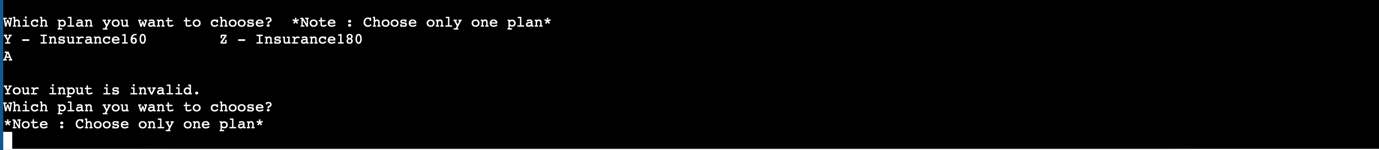 Which plan you want to choose?  *Note : Choose only one plan*
Y - Insurance160        Z - Insurance180
A
Your input is invalid.
Which plan you want to choose?
*Note : Choose only one plan*